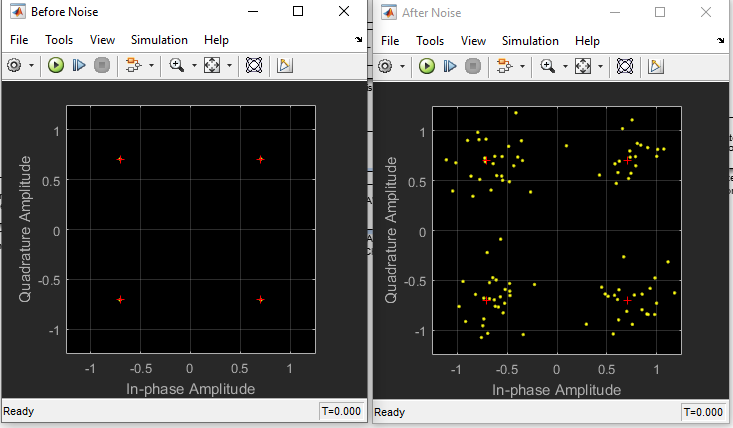 Before Noise
File Tools View Simulation Help
1
0.5
0
-0.5
-1
Quadrature Amplitude
-1 -0.5 0 0.5 1
In-phase Amplitude
Ready T=0.000
After Noise
File Tools View Simulation Help
1
0.5
0
-0.5
-1
Quadrature Amplitude
-1 -0.5 0 0.5 1
In-phase Amplitude
Ready T=0.000